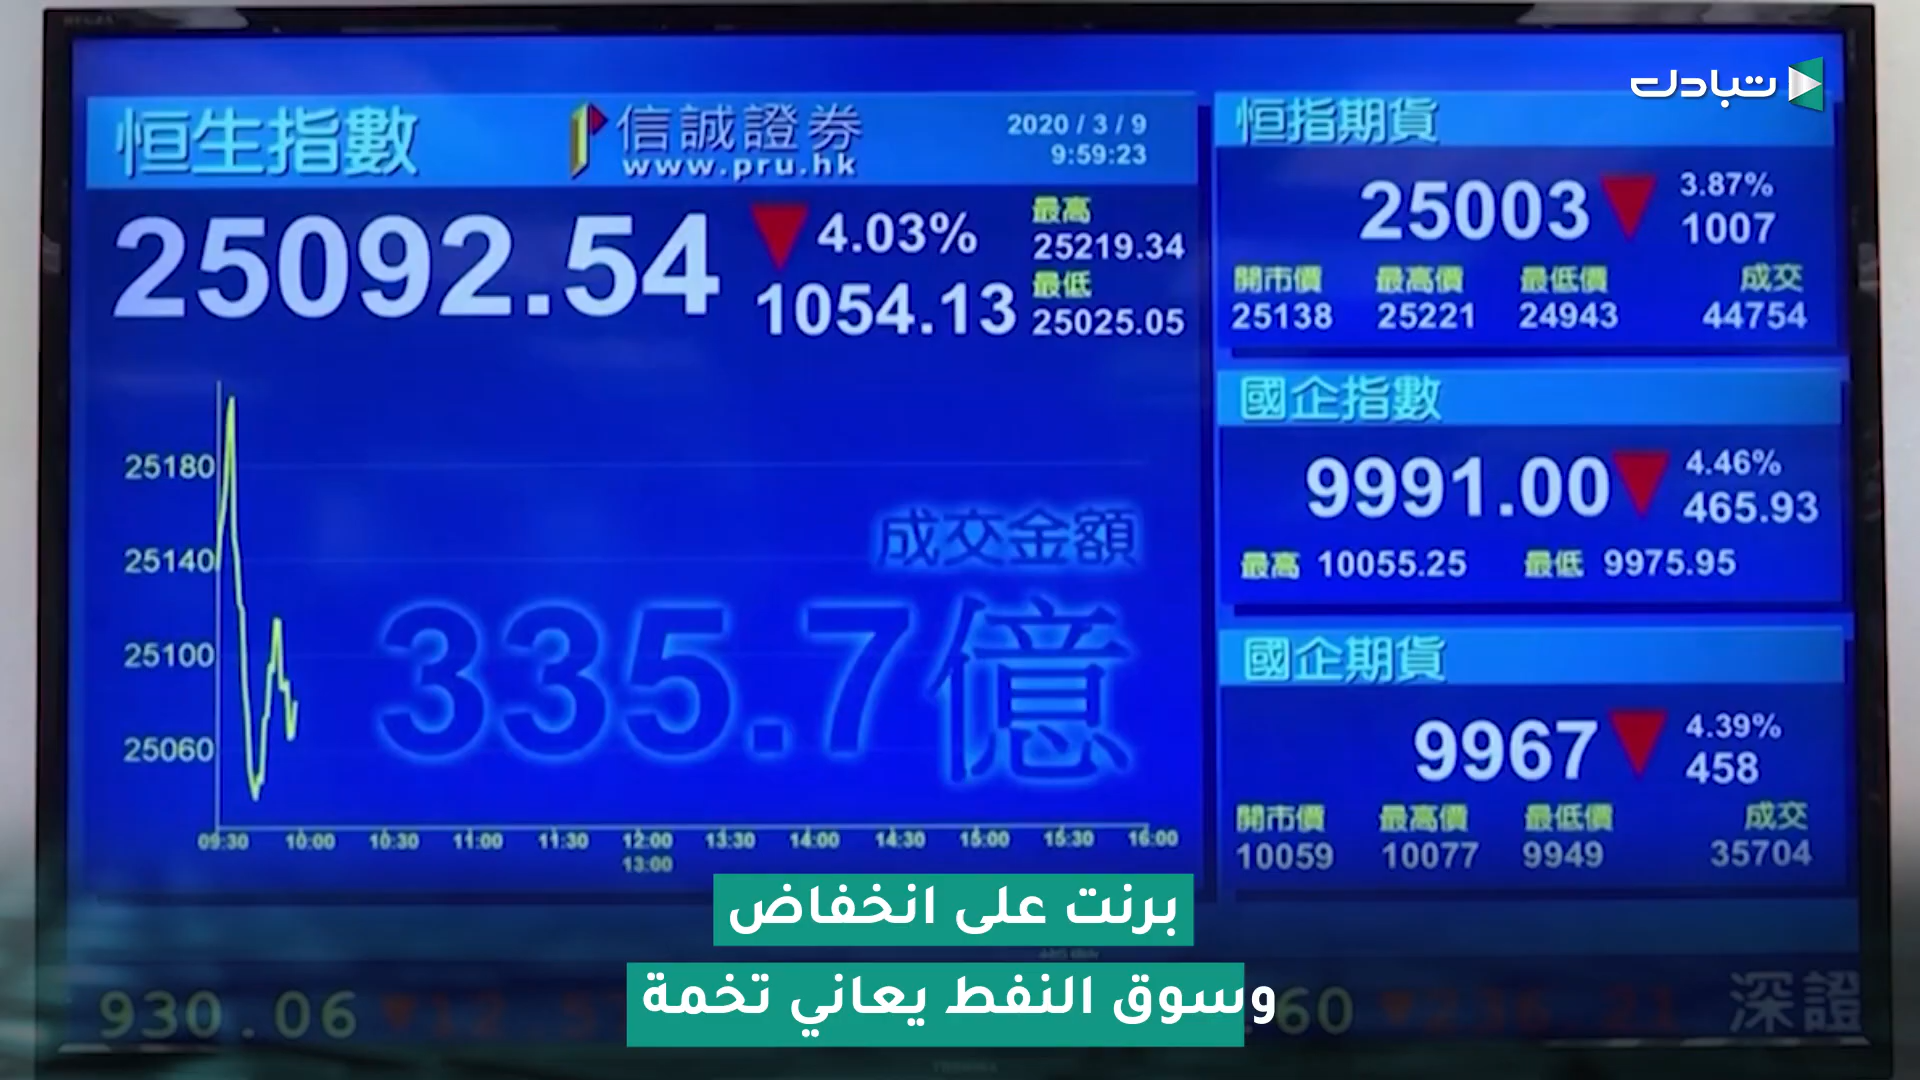 تبادل
恒生指數
信誠證券
www.pru.hk
2020 / 3 / 9
9:59:23
25092.54
4.03%
1054.13
最高
25219.34
最低
25025.05
25180
25140
25100
25060
成交金額
335.7億
09:30 10:00 10:30 11:00 11:30 12:00 13:30 14:00 14:30 15:00 15:30 16:00
13:00
恒指期貨
25003
3.87%
1007
開市價 最高價 最低價 成交
25138 25221 24943 44754
國企指數
9991.00
4.46%
465.93
最高 10055.25 最低 9975.95
國企期貨
9967
4.39%
458
開市價 最高價 最低價 成交
10059 10077 9949 35704
برنت على انخفاض
وسوق النفط يعاني تخمة
930.06
深證